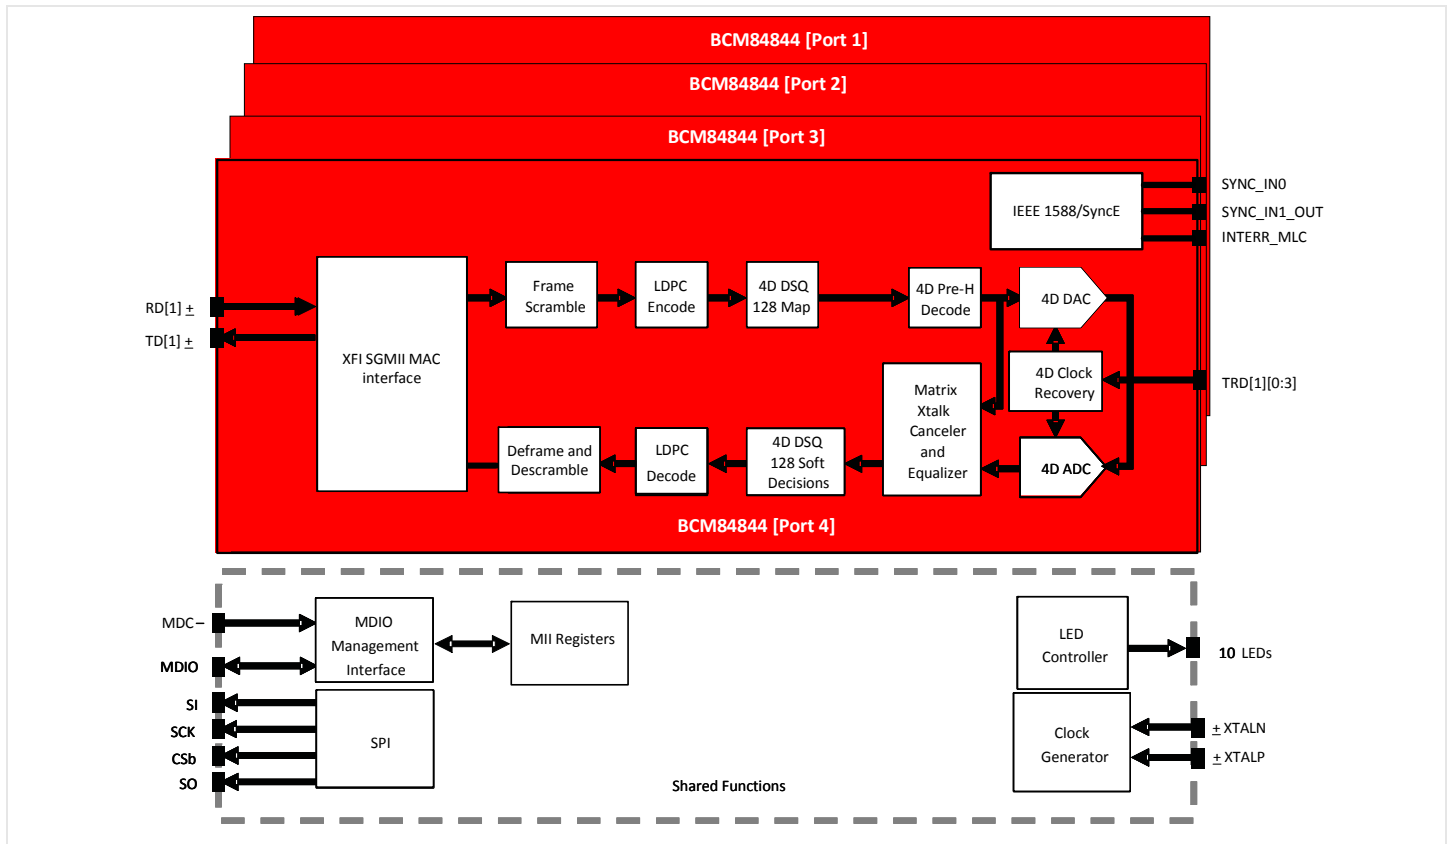 BCM84844 [Port 1]
BCM84844 [Port 2]
BCM84844 [Port 3]
IEEE 1588/SyncE
SYNC_IN0
SYNC_IN1_OUT
INTERR_MLC
RD[1] ±
TD[1] ±
XFI SGMII MAC
interface
Frame
Scramble
LDPC
Encode
4D DSQ
128 Map
4D Pre-H
Decode
4D DAC
4D Clock
Recovery
TRD[1][0:3]
Matrix
Xtalk
Canceler
and
Equalizer
4D ADC
4D DSQ
128 Soft
Decisions
LDPC
Decode
Deframe and
Descramble
BCM84844 [Port 4]
MDC –
MDIO
SI
SCK
CSb
SO
MDIO
Management
Interface
MII Registers
SPI
LED
Controller
10 LEDs
Clock
Generator
± XTALN
± XTALP
Shared Functions